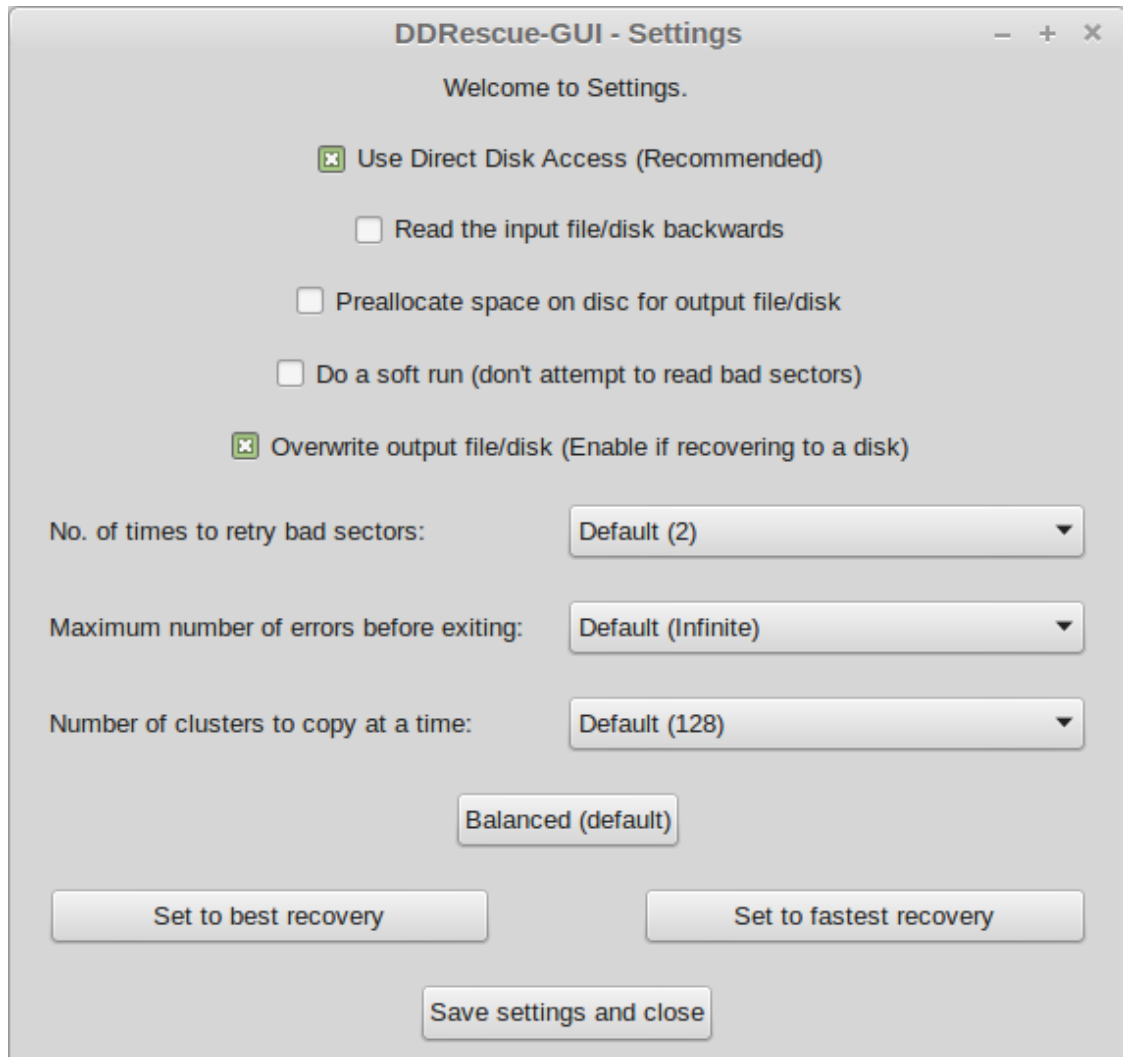 DDRescue-GUI - Settings
Welcome to Settings.
Use Direct Disk Access (Recommended)
Read the input file/disk backwards
Preallocate space on disc for output file/disk
Do a soft run (don't attempt to read bad sectors)
Overwrite output file/disk (Enable if recovering to a disk)
No. of times to retry bad sectors: Default (2)
Maximum number of errors before exiting: Default (Infinite)
Number of clusters to copy at a time: Default (128)
Balanced (default)
Set to best recovery Set to fastest recovery
Save settings and close